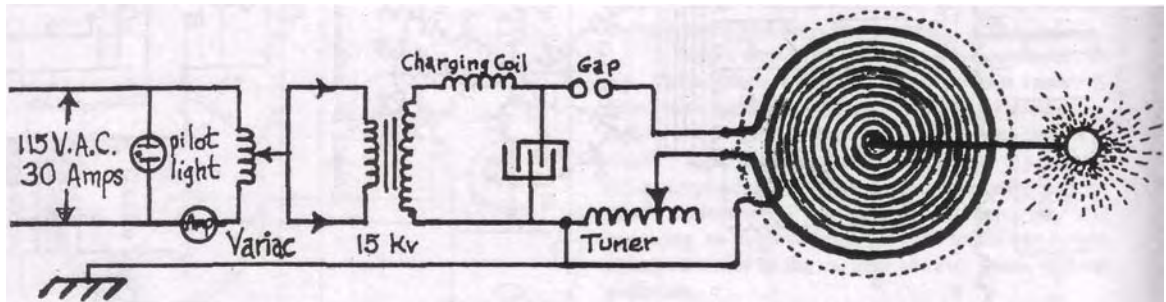 115 V.A.C.
30 Amps
pilot
light
Amp
Variac
15 Kv
Charging Coil
Gap
Tuner